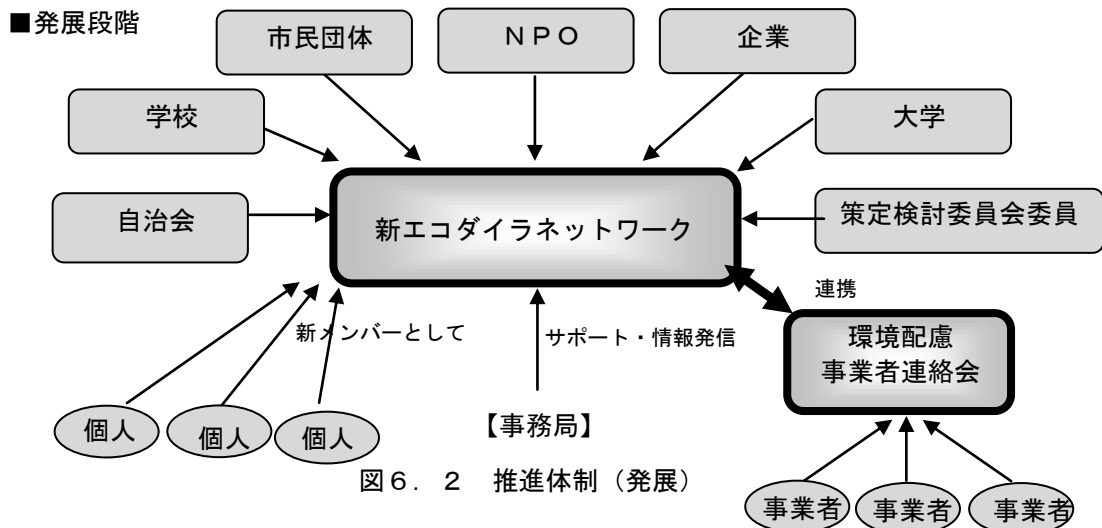 ■発展段階
市民団体
ＮＰＯ
企業
学校
大学
自治会
新エコダイラネットワーク
策定検討委員会委員
連携
新メンバーとして
サポート・情報発信
環境配慮
事業者連絡会
個人
個人
個人
【事務局】
図６．２　推進体制（発展）
事業者
事業者
事業者